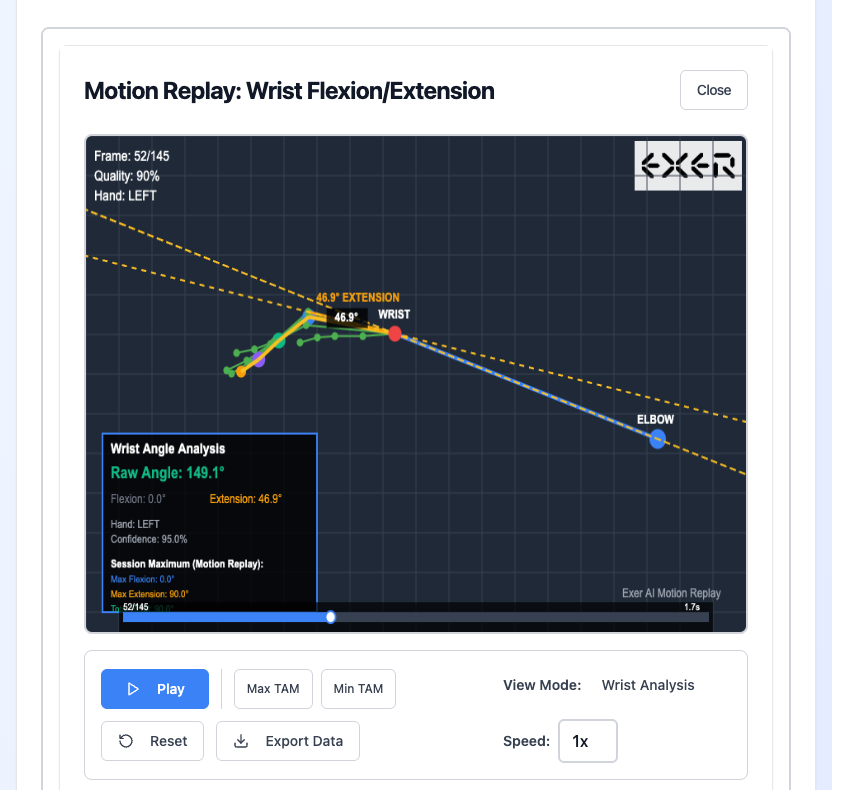 Motion Replay: Wrist Flexion/Extension
Close
Frame: 52/145
Quality: 90%
Hand: LEFT
EXER
46.9° EXTENSION
46.9°
WRIST
ELBOW
Wrist Angle Analysis
Raw Angle: 149.1°
Flexion: 0.0° Extension: 46.9°
Hand: LEFT
Confidence: 95.0%
Session Maximum (Motion Replay):
Max Flexion: 0.0°
Max Extension: 90.0°
90.0°
Exer AI Motion Replay
52/145
1.7s
Play
Max TAM
Min TAM
View Mode: Wrist Analysis
Reset
Export Data
Speed: 1x